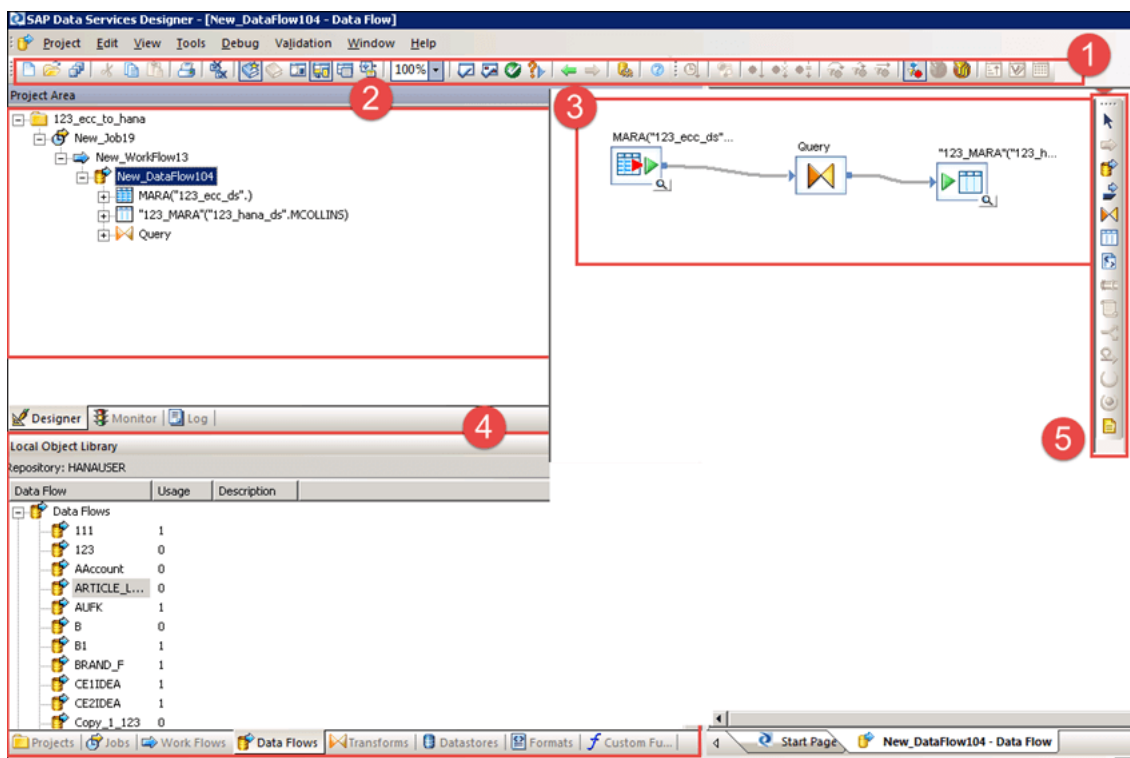 SAP Data Services Designer - [New_DataFlow104 - Data Flow]
Project Edit View Tools Debug Validation Window Help
100%
1
Project Area
2
3
123_ecc_to_hana
New_Job19
New_WorkFlow13
New_DataFlow104
MARA("123_ecc_ds".)
"123_MARA"("123_hana_ds".MCOLLINS)
Query
MARA("123_ecc_ds"...
Query
"123_MARA"("123_h...
Designer Monitor Log
4
5
Local Object Library
Repository: HANAUSER
Data Flow Usage Description
Data Flows
111 1
123 0
AAccount 0
ARTICLE_L... 0
AUFK 1
B 0
B1 1
BRAND_F 1
CE1IDEA 1
CE2IDEA 1
Copy_1_123 0
Projects Jobs Work Flows Data Flows Transforms Datastores Formats Custom Fu...
Start Page New_DataFlow104 - Data Flow